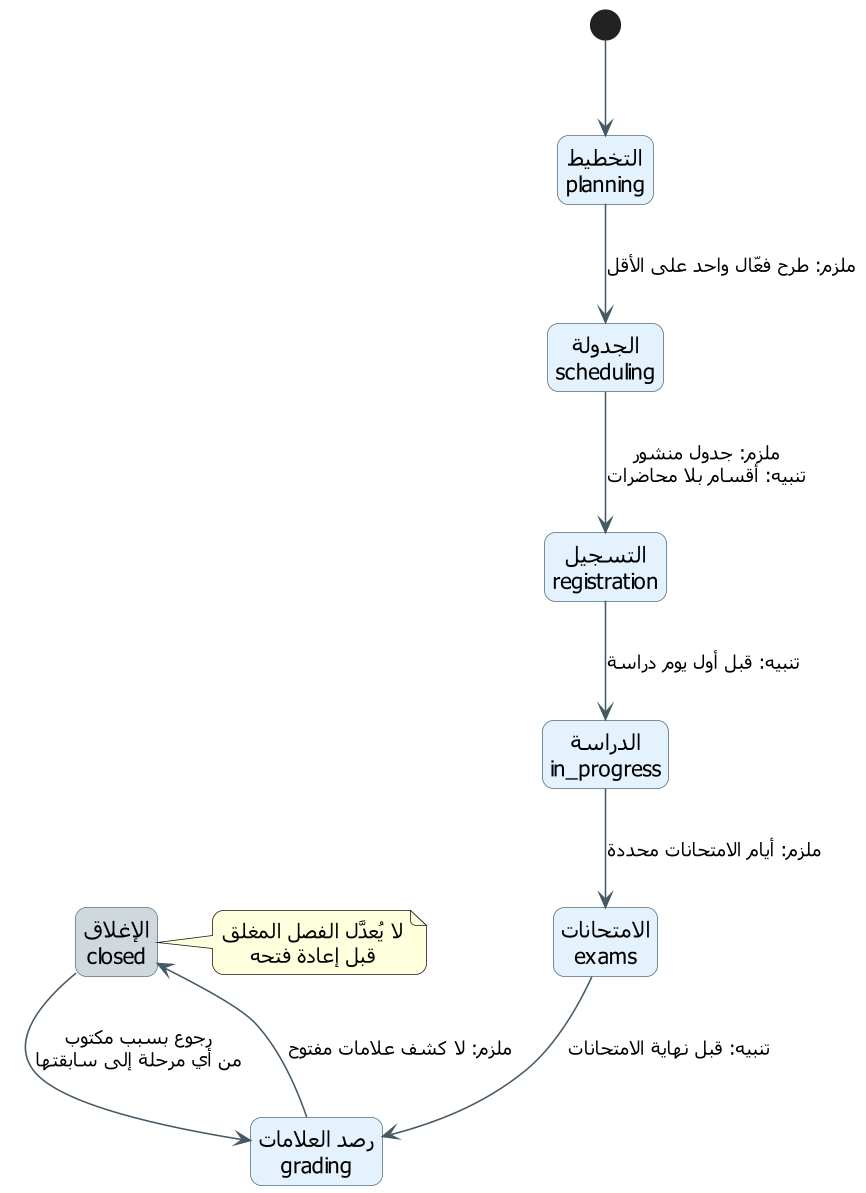 التخطيط
planning
ملزم: طرح فعّال واحد على الأقل
الجدولة
scheduling
ملزم: جدول منشور
تنبيه: أقسام بلا محاضرات
التسجيل
registration
تنبيه: قبل أول يوم دراسة
الدراسة
in_progress
ملزم: أيام الامتحانات محددة
الامتحانات
exams
الإغلاق
closed
لا يُعدَّل الفصل المغلق
قبل إعادة فتحه
تنبيه: قبل نهاية الامتحانات
ملزم: لا كشف علامات مفتوح
رجوع بسبب مكتوب
من أي مرحلة إلى سابقتها
رصد العلامات
grading